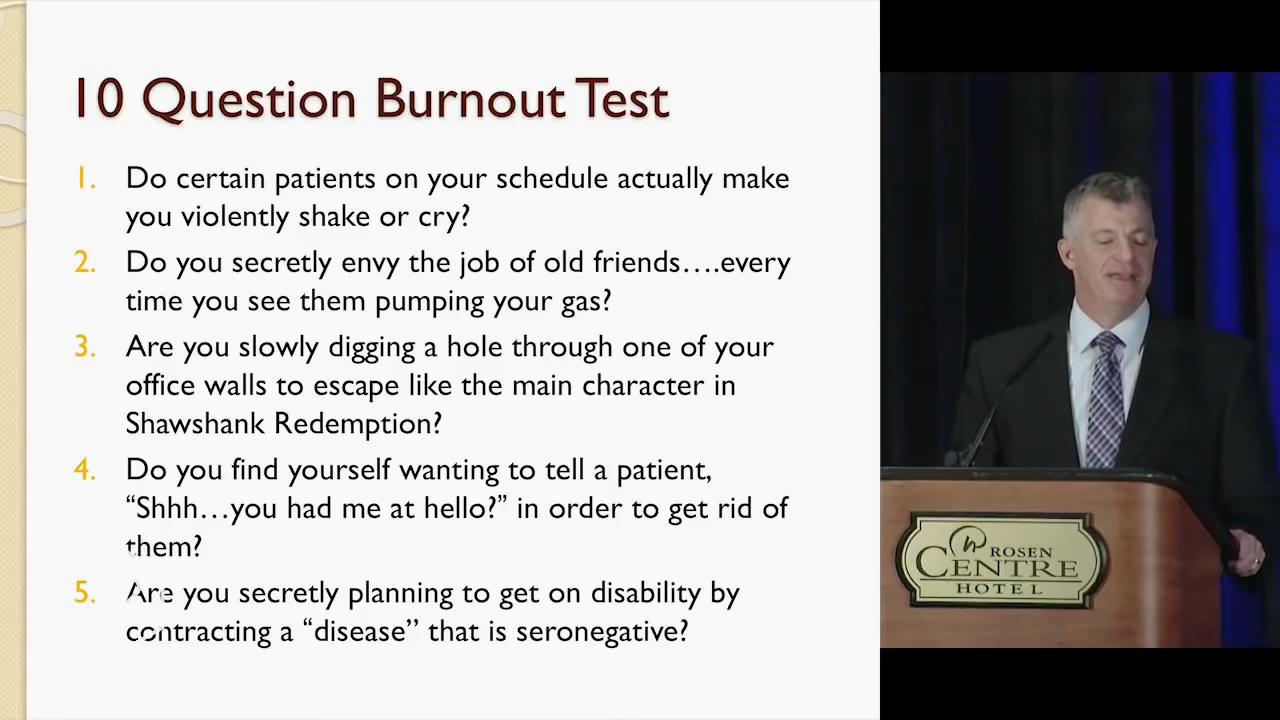 10 Question Burnout Test
1. Do certain patients on your schedule actually make
you violently shake or cry?
2. Do you secretly envy the job of old friends….every
time you see them pumping your gas?
3. Are you slowly digging a hole through one of your
office walls to escape like the main character in
Shawshank Redemption?
4. Do you find yourself wanting to tell a patient,
“Shhh…you had me at hello?” in order to get rid of
them?
5. Are you secretly planning to get on disability by
contracting a “disease” that is seronegative?
ROSEN
CENTRE
HOTEL